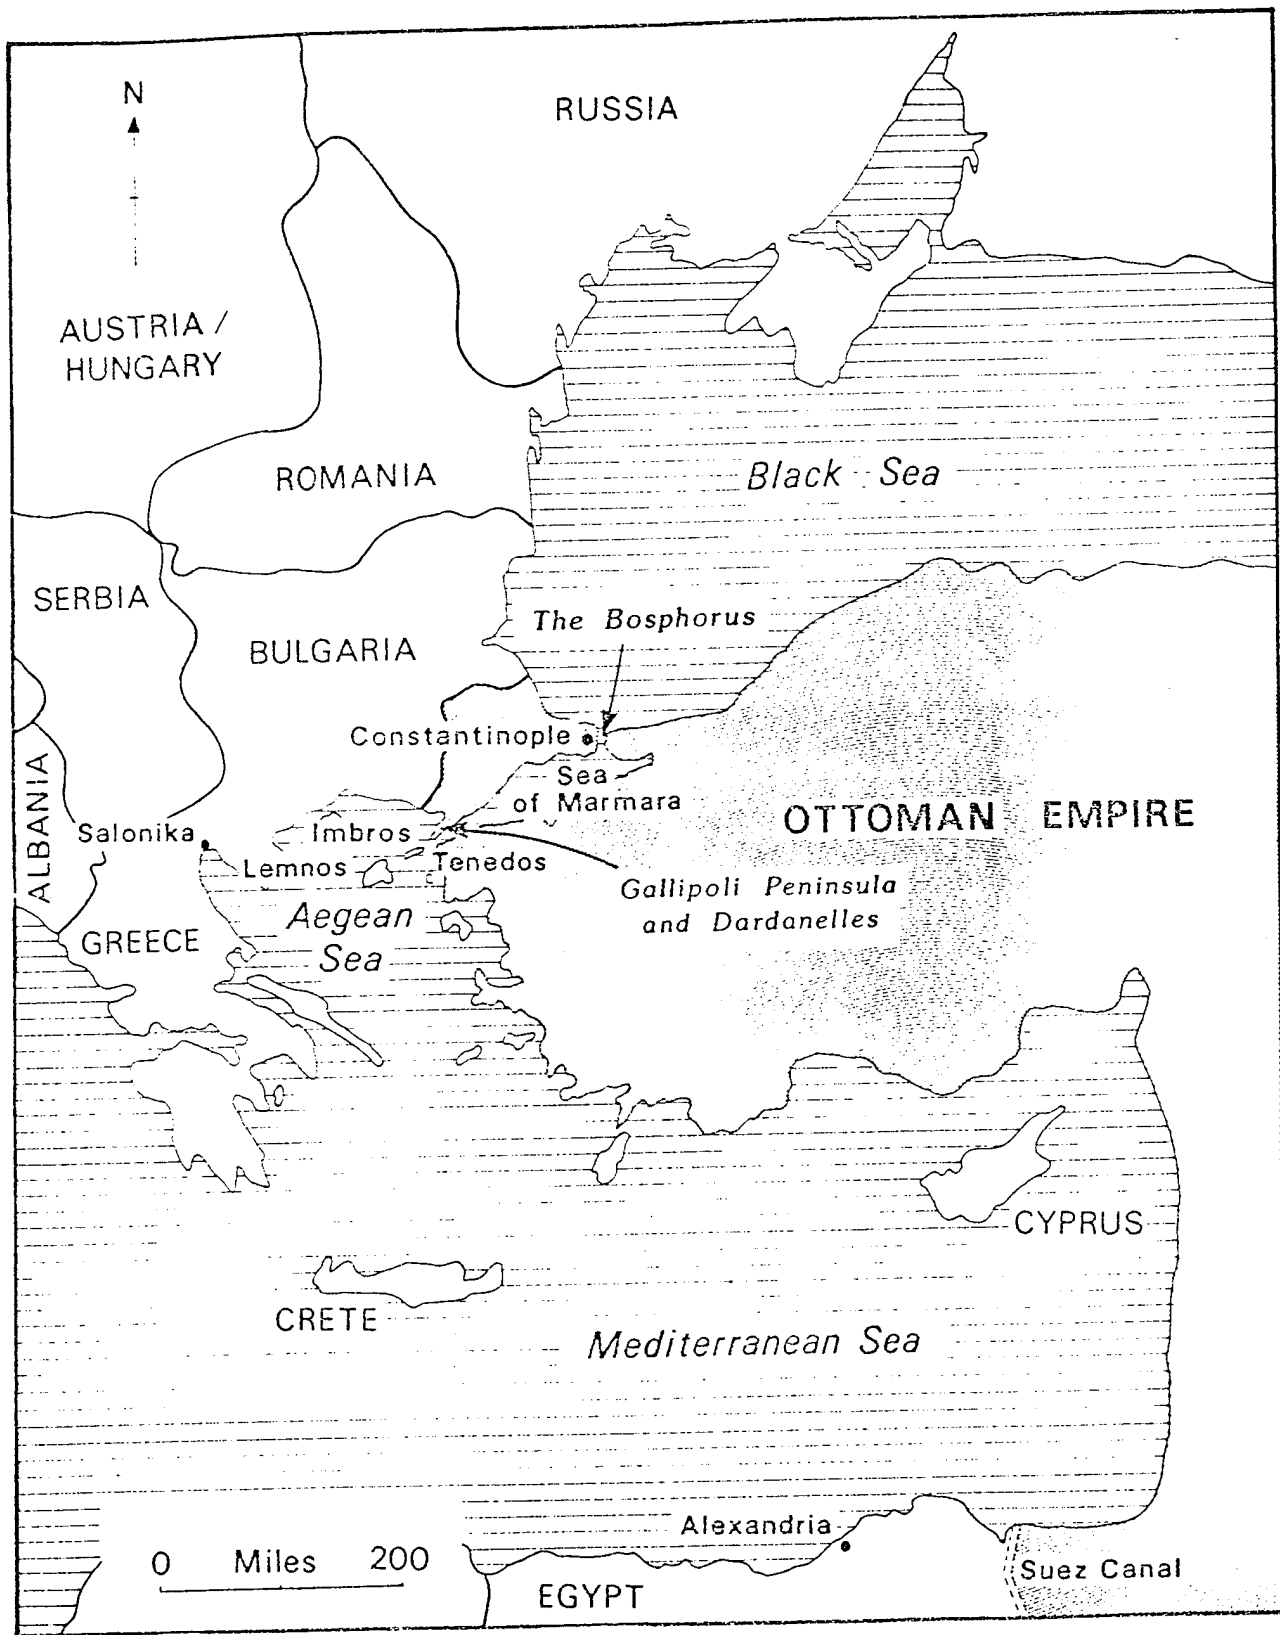 N
RUSSIA
AUSTRIA /
HUNGARY
ROMANIA
Black Sea
SERBIA
The Bosphorus
BULGARIA
Constantinople
Sea
of Marmara
ALBANIA
OTTOMAN EMPIRE
Salonika
Imbros
Lemnos
Tenedos
Gallipoli Peninsula
and Dardanelles
Aegean
Sea
GREECE
CYPRUS
CRETE
Mediterranean Sea
Alexandria
0 Miles 200
Suez Canal
EGYPT